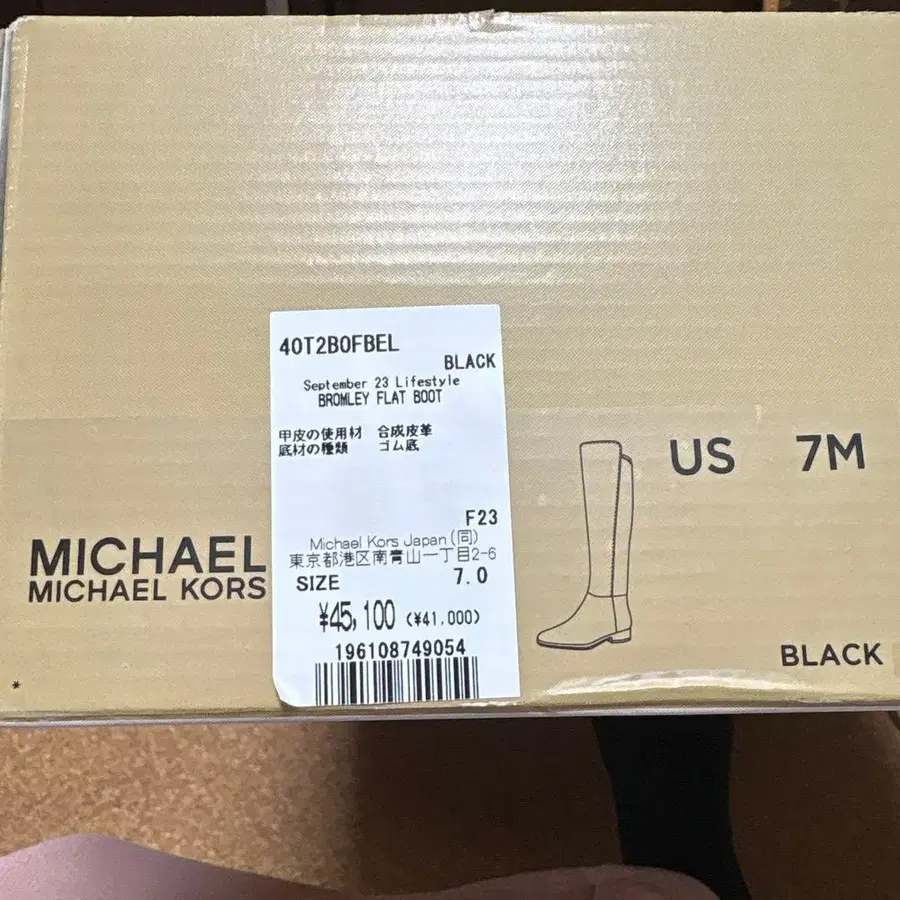 40T2B0FBEL
BLACK
September 23 Lifestyle
BROMLEY FLAT BOOT
甲皮の使用材 合成皮革
底材の種類 ゴム底
F23
Michael Kors Japan(同)
東京都港区南青山一丁目2-6
SIZE 7.0
¥45,100 (¥41,000)
196108749054
MICHAEL
MICHAEL KORS
*
US 7M
BLACK